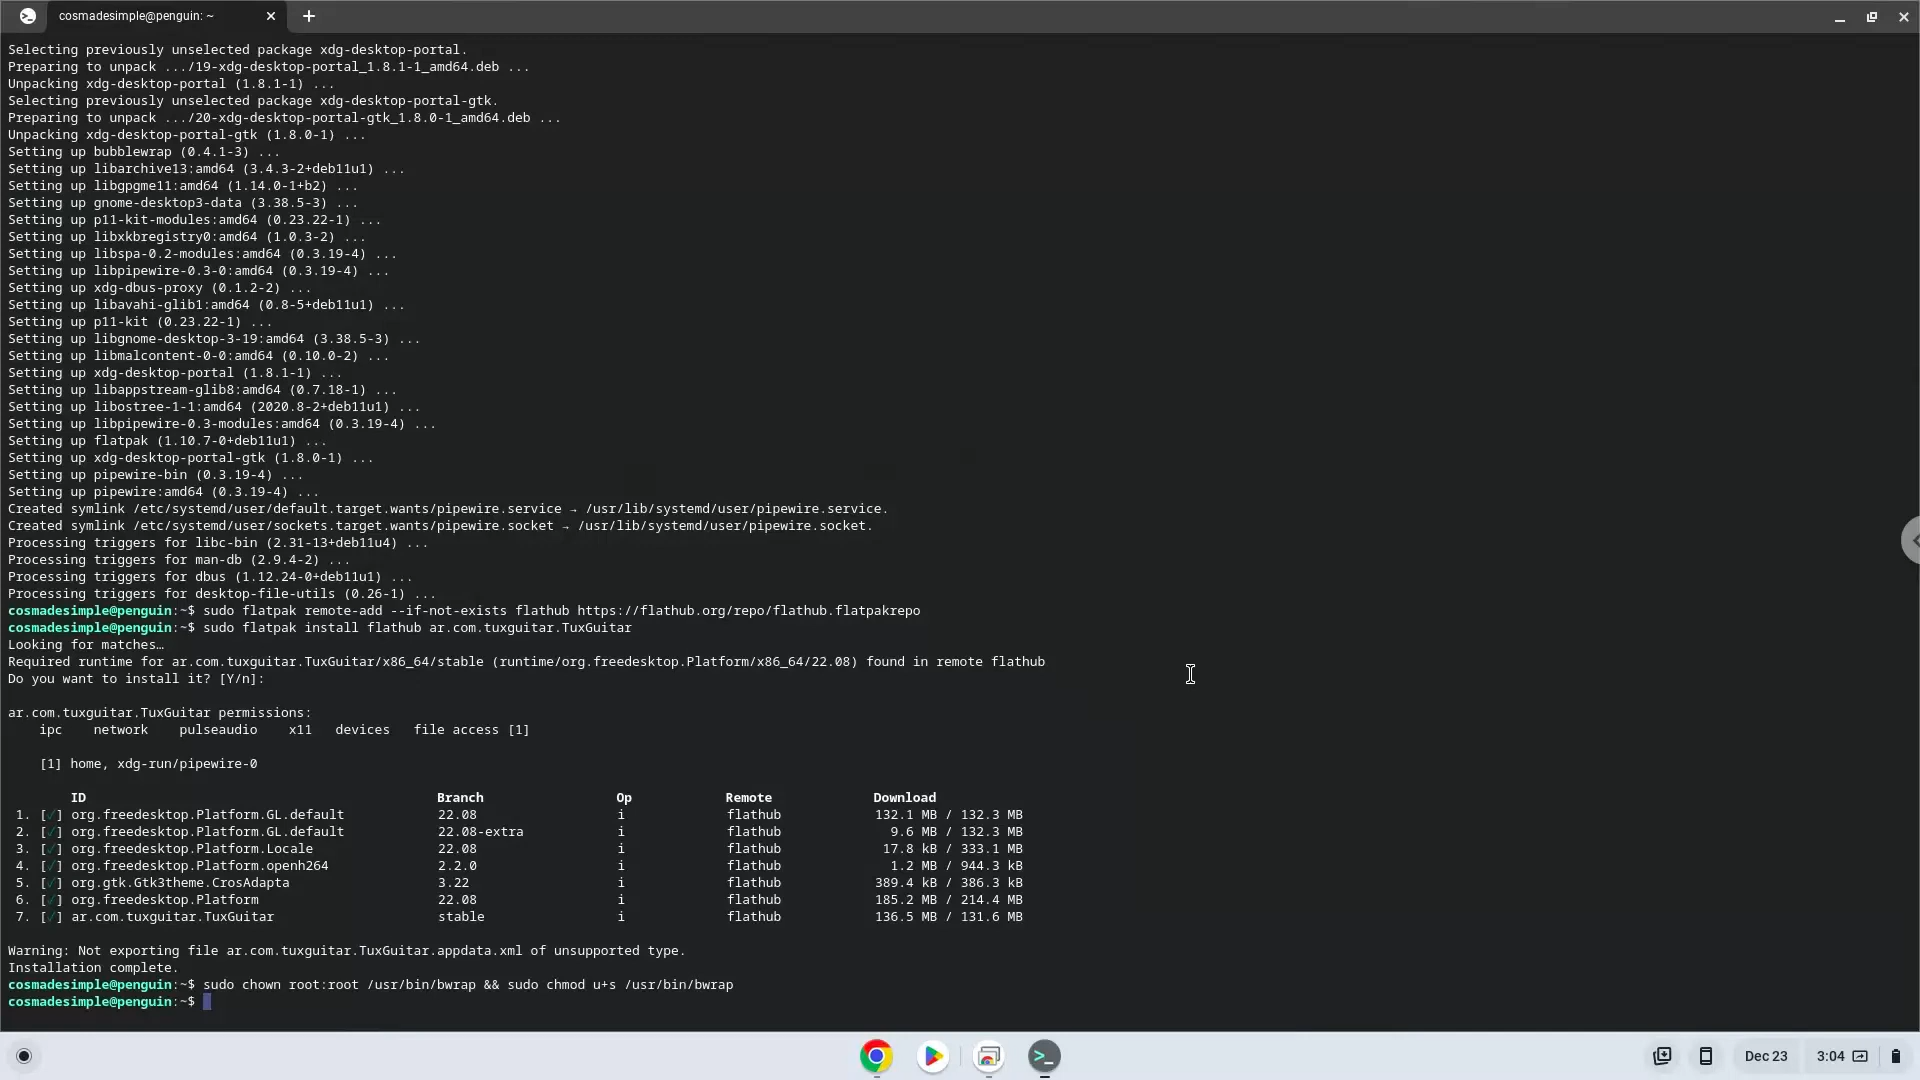 cosmadesimple@penguin: ~
Selecting previously unselected package xdg-desktop-portal.
Preparing to unpack .../19-xdg-desktop-portal_1.8.1-1_amd64.deb ...
Unpacking xdg-desktop-portal (1.8.1-1) ...
Selecting previously unselected package xdg-desktop-portal-gtk.
Preparing to unpack .../20-xdg-desktop-portal-gtk_1.8.0-1_amd64.deb ...
Unpacking xdg-desktop-portal-gtk (1.8.0-1) ...
Setting up bubblewrap (0.4.1-3) ...
Setting up libarchive13:amd64 (3.4.3-2+deb11u1) ...
Setting up libgpgme11:amd64 (1.14.0-1+b2) ...
Setting up gnome-desktop3-data (3.38.5-3) ...
Setting up p11-kit-modules:amd64 (0.23.22-1) ...
Setting up libxkbregistry0:amd64 (1.0.3-2) ...
Setting up libspa-0.2-modules:amd64 (0.3.19-4) ...
Setting up libpipewire-0.3-0:amd64 (0.3.19-4) ...
Setting up xdg-dbus-proxy (0.1.2-2) ...
Setting up libavahi-glib1:amd64 (0.8-5+deb11u1) ...
Setting up p11-kit (0.23.22-1) ...
Setting up libgnome-desktop-3-19:amd64 (3.38.5-3) ...
Setting up libmalcontent-0-0:amd64 (0.10.0-2) ...
Setting up xdg-desktop-portal (1.8.1-1) ...
Setting up libappstream-glib8:amd64 (0.7.18-1) ...
Setting up libostree-1-1:amd64 (2020.8-2+deb11u1) ...
Setting up libpipewire-0.3-modules:amd64 (0.3.19-4) ...
Setting up flatpak (1.10.7-0+deb11u1) ...
Setting up xdg-desktop-portal-gtk (1.8.0-1) ...
Setting up pipewire-bin (0.3.19-4) ...
Setting up pipewire:amd64 (0.3.19-4) ...
Created symlink /etc/systemd/user/default.target.wants/pipewire.service → /usr/lib/systemd/user/pipewire.service.
Created symlink /etc/systemd/user/sockets.target.wants/pipewire.socket → /usr/lib/systemd/user/pipewire.socket.
Processing triggers for libc-bin (2.31-13+deb11u4) ...
Processing triggers for man-db (2.9.4-2) ...
Processing triggers for dbus (1.12.24-0+deb11u1) ...
Processing triggers for desktop-file-utils (0.26-1) ...
cosmadesimple@penguin:~$ sudo flatpak remote-add --if-not-exists flathub https://flathub.org/repo/flathub.flatpakrepo
cosmadesimple@penguin:~$ sudo flatpak install flathub ar.com.tuxguitar.TuxGuitar
Looking for matches…
Required runtime for ar.com.tuxguitar.TuxGuitar/x86_64/stable (runtime/org.freedesktop.Platform/x86_64/22.08) found in remote flathub
Do you want to install it? [Y/n]:
ar.com.tuxguitar.TuxGuitar permissions:
ipc network pulseaudio x11 devices file access [1]
[1] home, xdg-run/pipewire-0
ID Branch Op Remote Download
1. [✓] org.freedesktop.Platform.GL.default 22.08 i flathub 132.1 MB / 132.3 MB
2. [✓] org.freedesktop.Platform.GL.default 22.08-extra i flathub 9.6 MB / 132.3 MB
3. [✓] org.freedesktop.Platform.Locale 22.08 i flathub 17.8 kB / 333.1 MB
4. [✓] org.freedesktop.Platform.openh264 2.2.0 i flathub 1.2 MB / 944.3 kB
5. [✓] org.gtk.Gtk3theme.CrosAdapta 3.22 i flathub 389.4 kB / 386.3 kB
6. [✓] org.freedesktop.Platform 22.08 i flathub 185.2 MB / 214.4 MB
7. [✓] ar.com.tuxguitar.TuxGuitar stable i flathub 136.5 MB / 131.6 MB
Warning: Not exporting file ar.com.tuxguitar.TuxGuitar.appdata.xml of unsupported type.
Installation complete.
cosmadesimple@penguin:~$ sudo chown root:root /usr/bin/bwrap && sudo chmod u+s /usr/bin/bwrap
cosmadesimple@penguin:~$
Dec 23 3:04